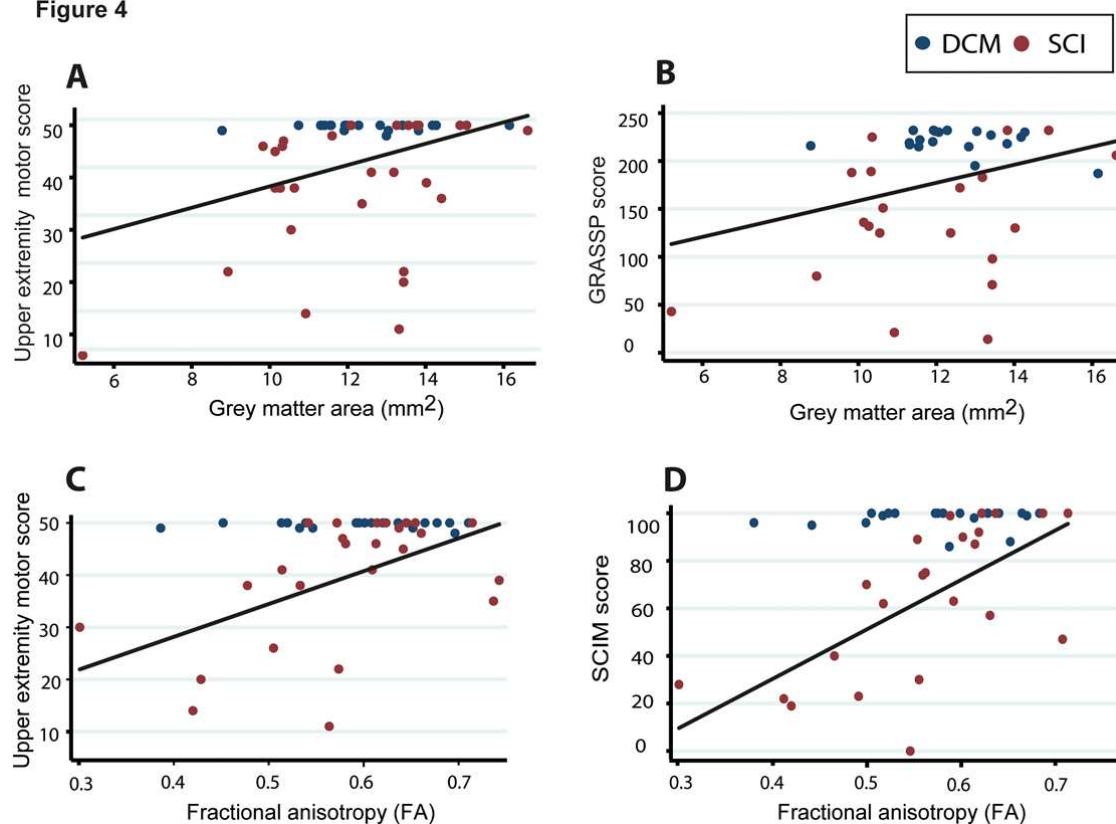 Figure 4
DCM SCI
A
Upper extremity motor score
50
40
30
20
10
6 8 10 12 14 16
Grey matter area (mm2)
B
GRASSP score
250
200
150
100
50
0
6 8 10 12 14 16
Grey matter area (mm2)
C
Upper extremity motor score
50
40
30
20
10
0.3 0.4 0.5 0.6 0.7
Fractional anisotropy (FA)
D
SCIM score
100
80
60
40
20
0
0.3 0.4 0.5 0.6 0.7
Fractional anisotropy (FA)